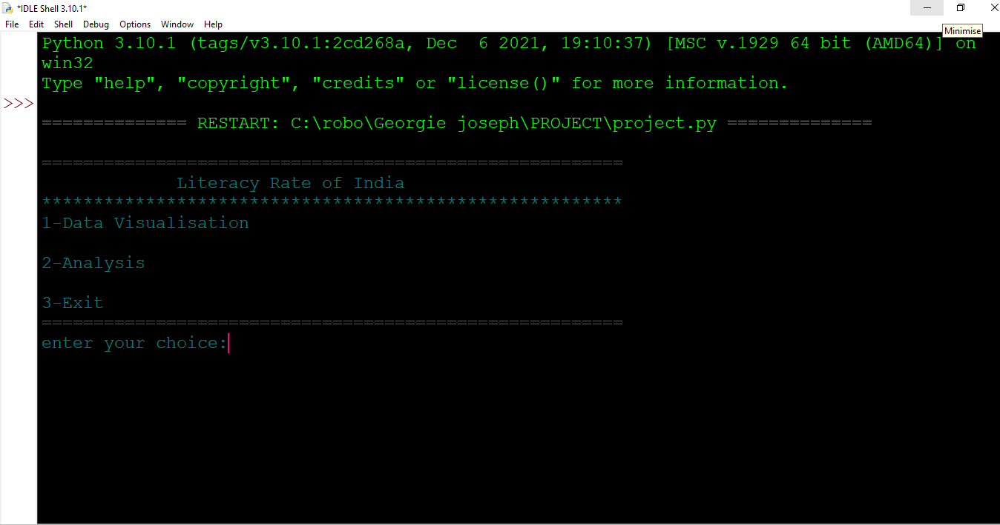 *IDLE Shell 3.10.1*
File Edit Shell Debug Options Window Help
Minimise
Python 3.10.1 (tags/v3.10.1:2cd268a, Dec  6 2021, 19:10:37) [MSC v.1929 64 bit (AMD64)] on
win32
Type "help", "copyright", "credits" or "license()" for more information.
>>>
============== RESTART: C:\robo\Georgie joseph\PROJECT\project.py ==============
========================================================
Literacy Rate of India
********************************************************
1-Data Visualisation
2-Analysis
3-Exit
========================================================
enter your choice: